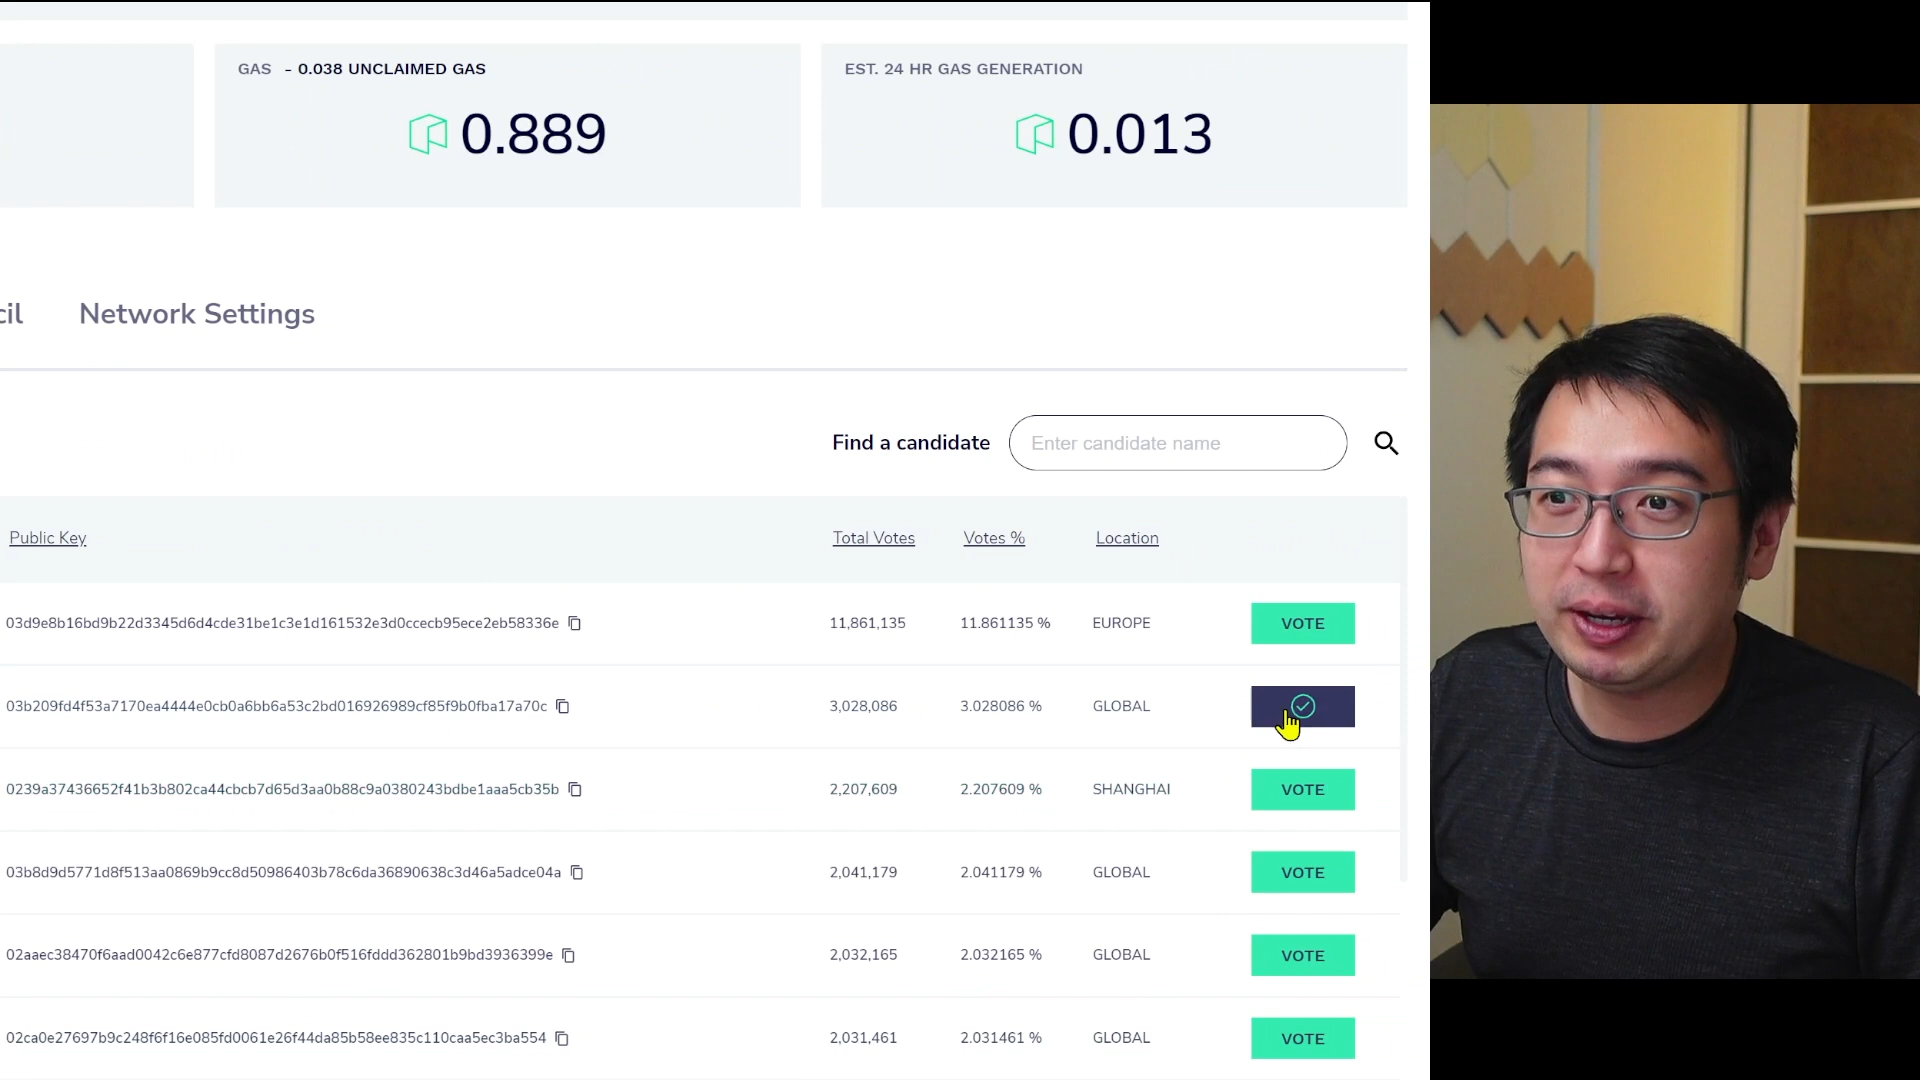 GAS - 0.038 UNCLAIMED GAS
0.889
EST. 24 HR GAS GENERATION
0.013
cil Network Settings
Find a candidate Enter candidate name
Public Key Total Votes Votes % Location
03d9e8b16bd9b22d3345d6d4cde31be1c3e1d161532e3d0ccecb95ece2eb58336e 11,861,135 11.861135 % EUROPE VOTE
03b209fd4f53a7170ea4444e0cb0a6bb6a53c2bd016926989cf85f9b0fba17a70c 3,028,086 3.028086 % GLOBAL
0239a37436652f41b3b802ca44cbcb7d65d3aa0b88c9a0380243bdbe1aaa5cb35b 2,207,609 2.207609 % SHANGHAI VOTE
03b8d9d5771d8f513aa0869b9cc8d50986403b78c6da36890638c3d46a5adce04a 2,041,179 2.041179 % GLOBAL VOTE
02aaec38470f6aad0042c6e877cfd8087d2676b0f516fddd362801b9bd3936399e 2,032,165 2.032165 % GLOBAL VOTE
02ca0e27697b9c248f6f16e085fd0061e26f44da85b58ee835c110caa5ec3ba554 2,031,461 2.031461 % GLOBAL VOTE